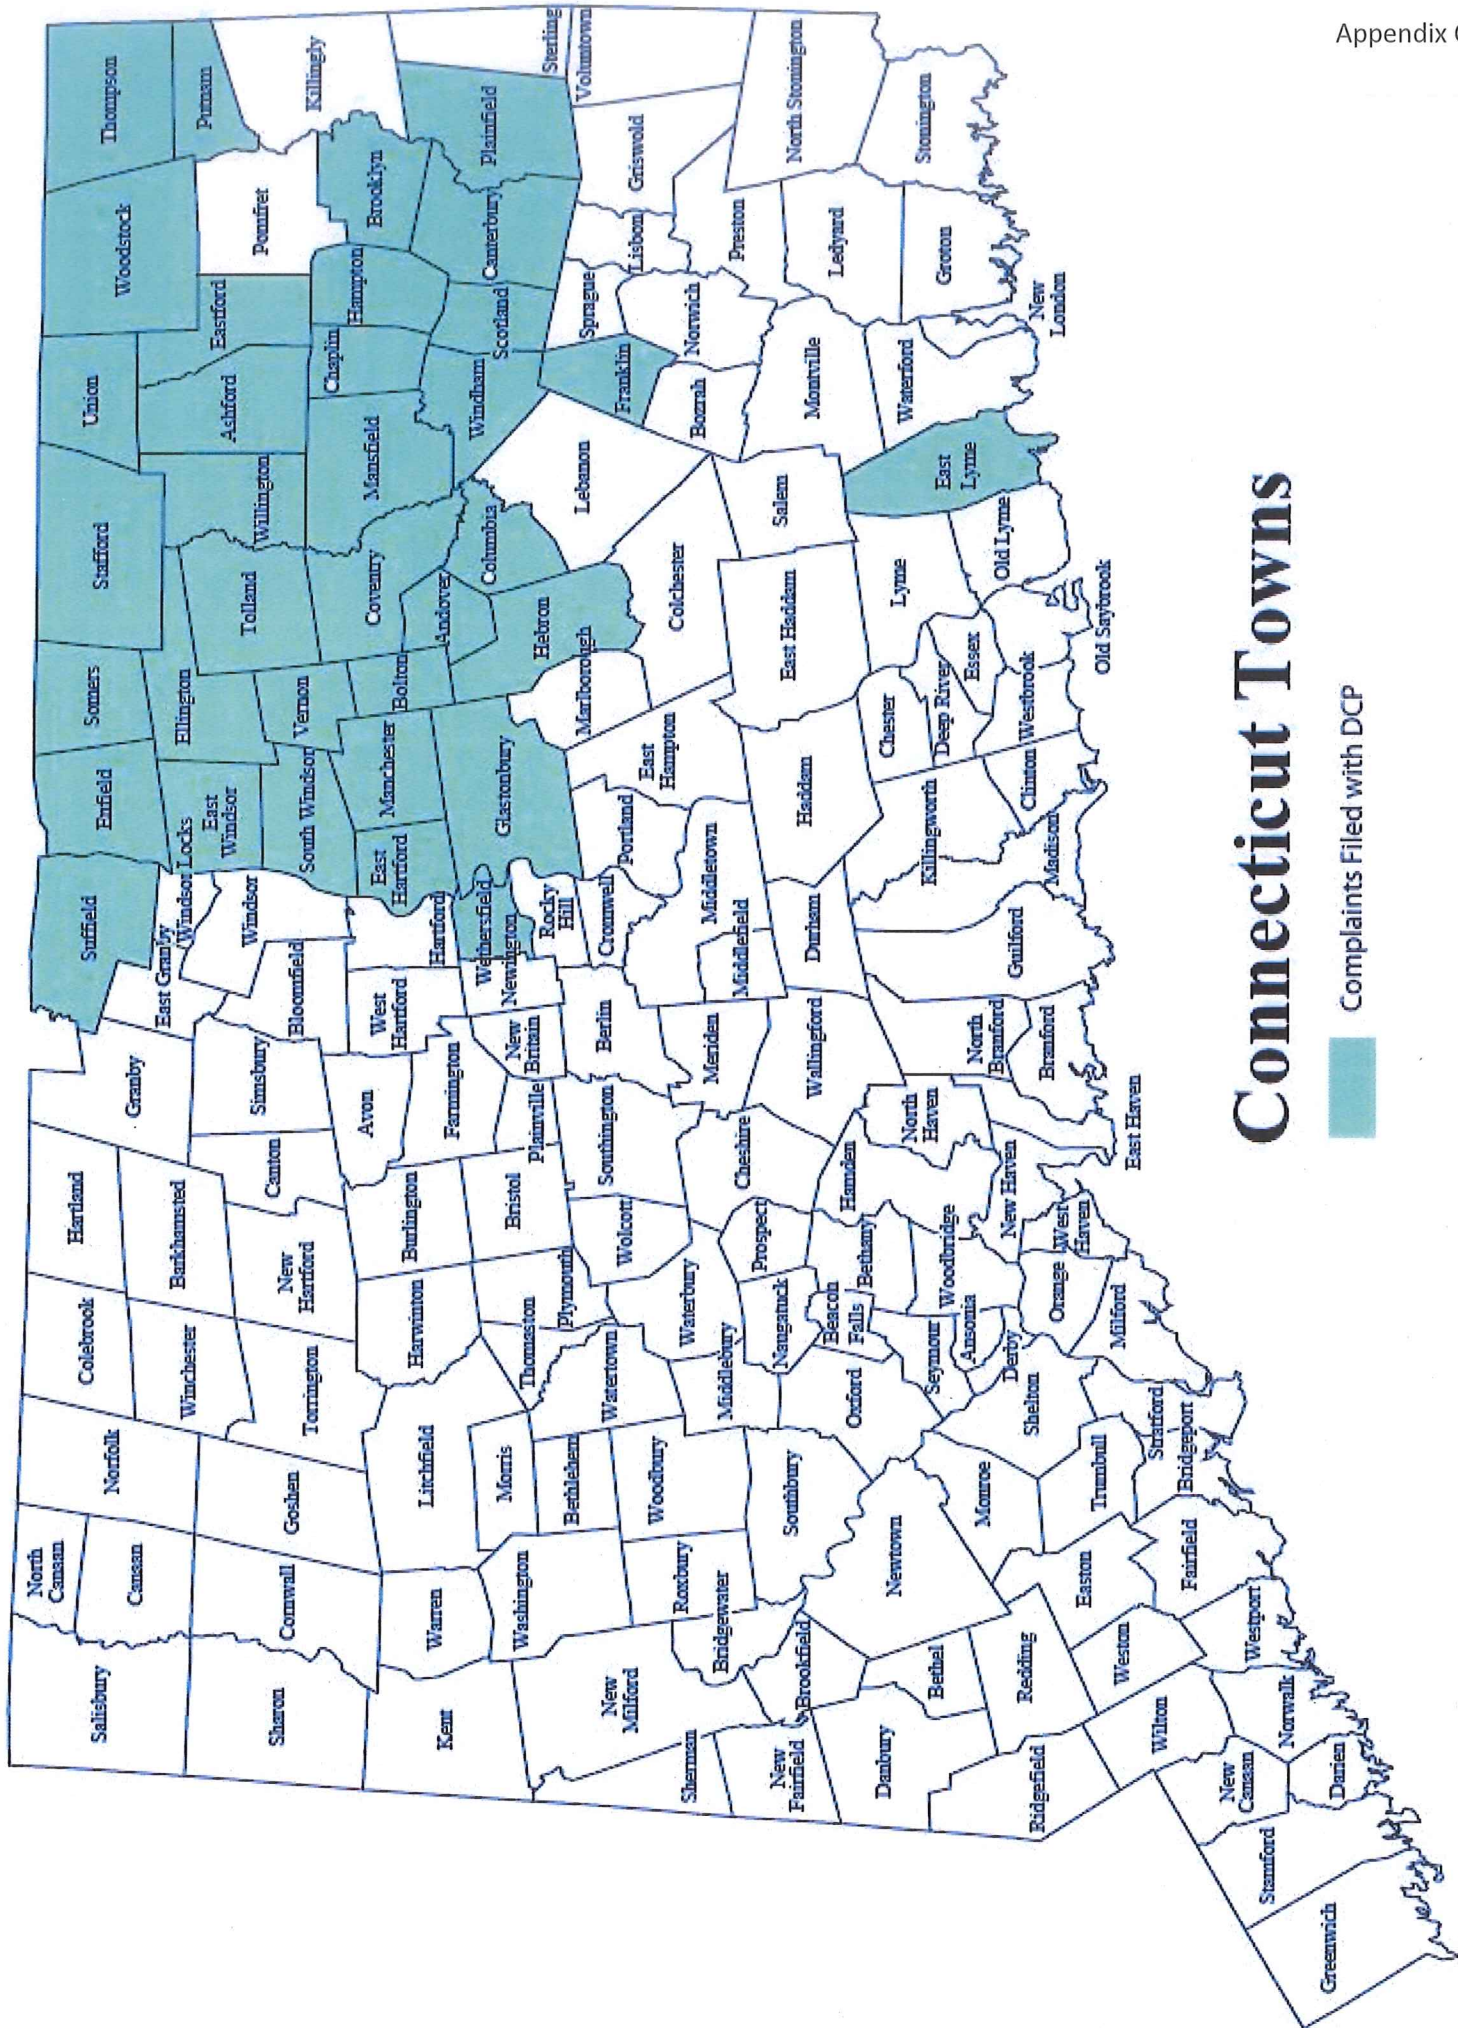 Appendix
Connecticut Towns
Complaints Filed with DCP
Salisbury
North
Canaan
Canaan
Norfolk
Colebrook
Hartland
Granby
Suffield
Enfield
Somers
Stafford
Union
Woodstock
Thompson
Putnam
Sharon
Cornwall
Goshen
Winchester
Barkhamsted
Torrington
New
Hartford
Canton
Simsbury
East Granby
Windsor Locks
Windsor
Bloomfield
East
Windsor
Ellington
Tolland
Willington
Ashford
Eastford
Pomfret
Killingly
South Windsor
Vernon
Kent
Warren
Litchfield
Harwinton
Burlington
Avon
Farmington
West
Hartford
Hartford
East
Hartford
Manchester
Bolton
Coventry
Andover
Mansfield
Chaplin
Hampton
Brooklyn
Plainfield
Canterbury
Scotland
Windham
Columbia
Hebron
Sterling
Voluntown
New
Milford
Washington
Morris
Bethlehem
Thomaston
Plymouth
Bristol
Plainville
New
Britain
Newington
Wethersfield
Rocky
Hill
Glastonbury
Marlborough
Lebanon
Franklin
Sprague
Lisbon
Griswold
Sherman
Bridgewater
Roxbury
Woodbury
Watertown
Waterbury
Wolcott
Southington
Berlin
Cromwell
Portland
East
Hampton
Colchester
Bozrah
Norwich
Preston
North Stonington
New
Fairfield
Brookfield
Southbury
Middlebury
Naugatuck
Prospect
Cheshire
Meriden
Middlefield
Middletown
Haddam
East Haddam
Salem
Montville
Ledyard
Stonington
Danbury
Bethel
Newtown
Oxford
Beacon
Falls
Bethany
Hamden
Wallingford
Durham
Killingworth
Chester
Deep River
Essex
Lyme
East
Lyme
Waterford
Groton
New
London
Ridgefield
Redding
Monroe
Seymour
Ansonia
Derby
Shelton
Woodbridge
North
Haven
New Haven
North
Branford
Branford
Guilford
Madison
Clinton
Westbrook
Old Lyme
Old Saybrook
East Haven
Easton
Weston
Trumbull
Stratford
Bridgeport
Orange
West
Haven
Milford
Wilton
Fairfield
Westport
Norwalk
New
Canaan
Darien
Stamford
Greenwich